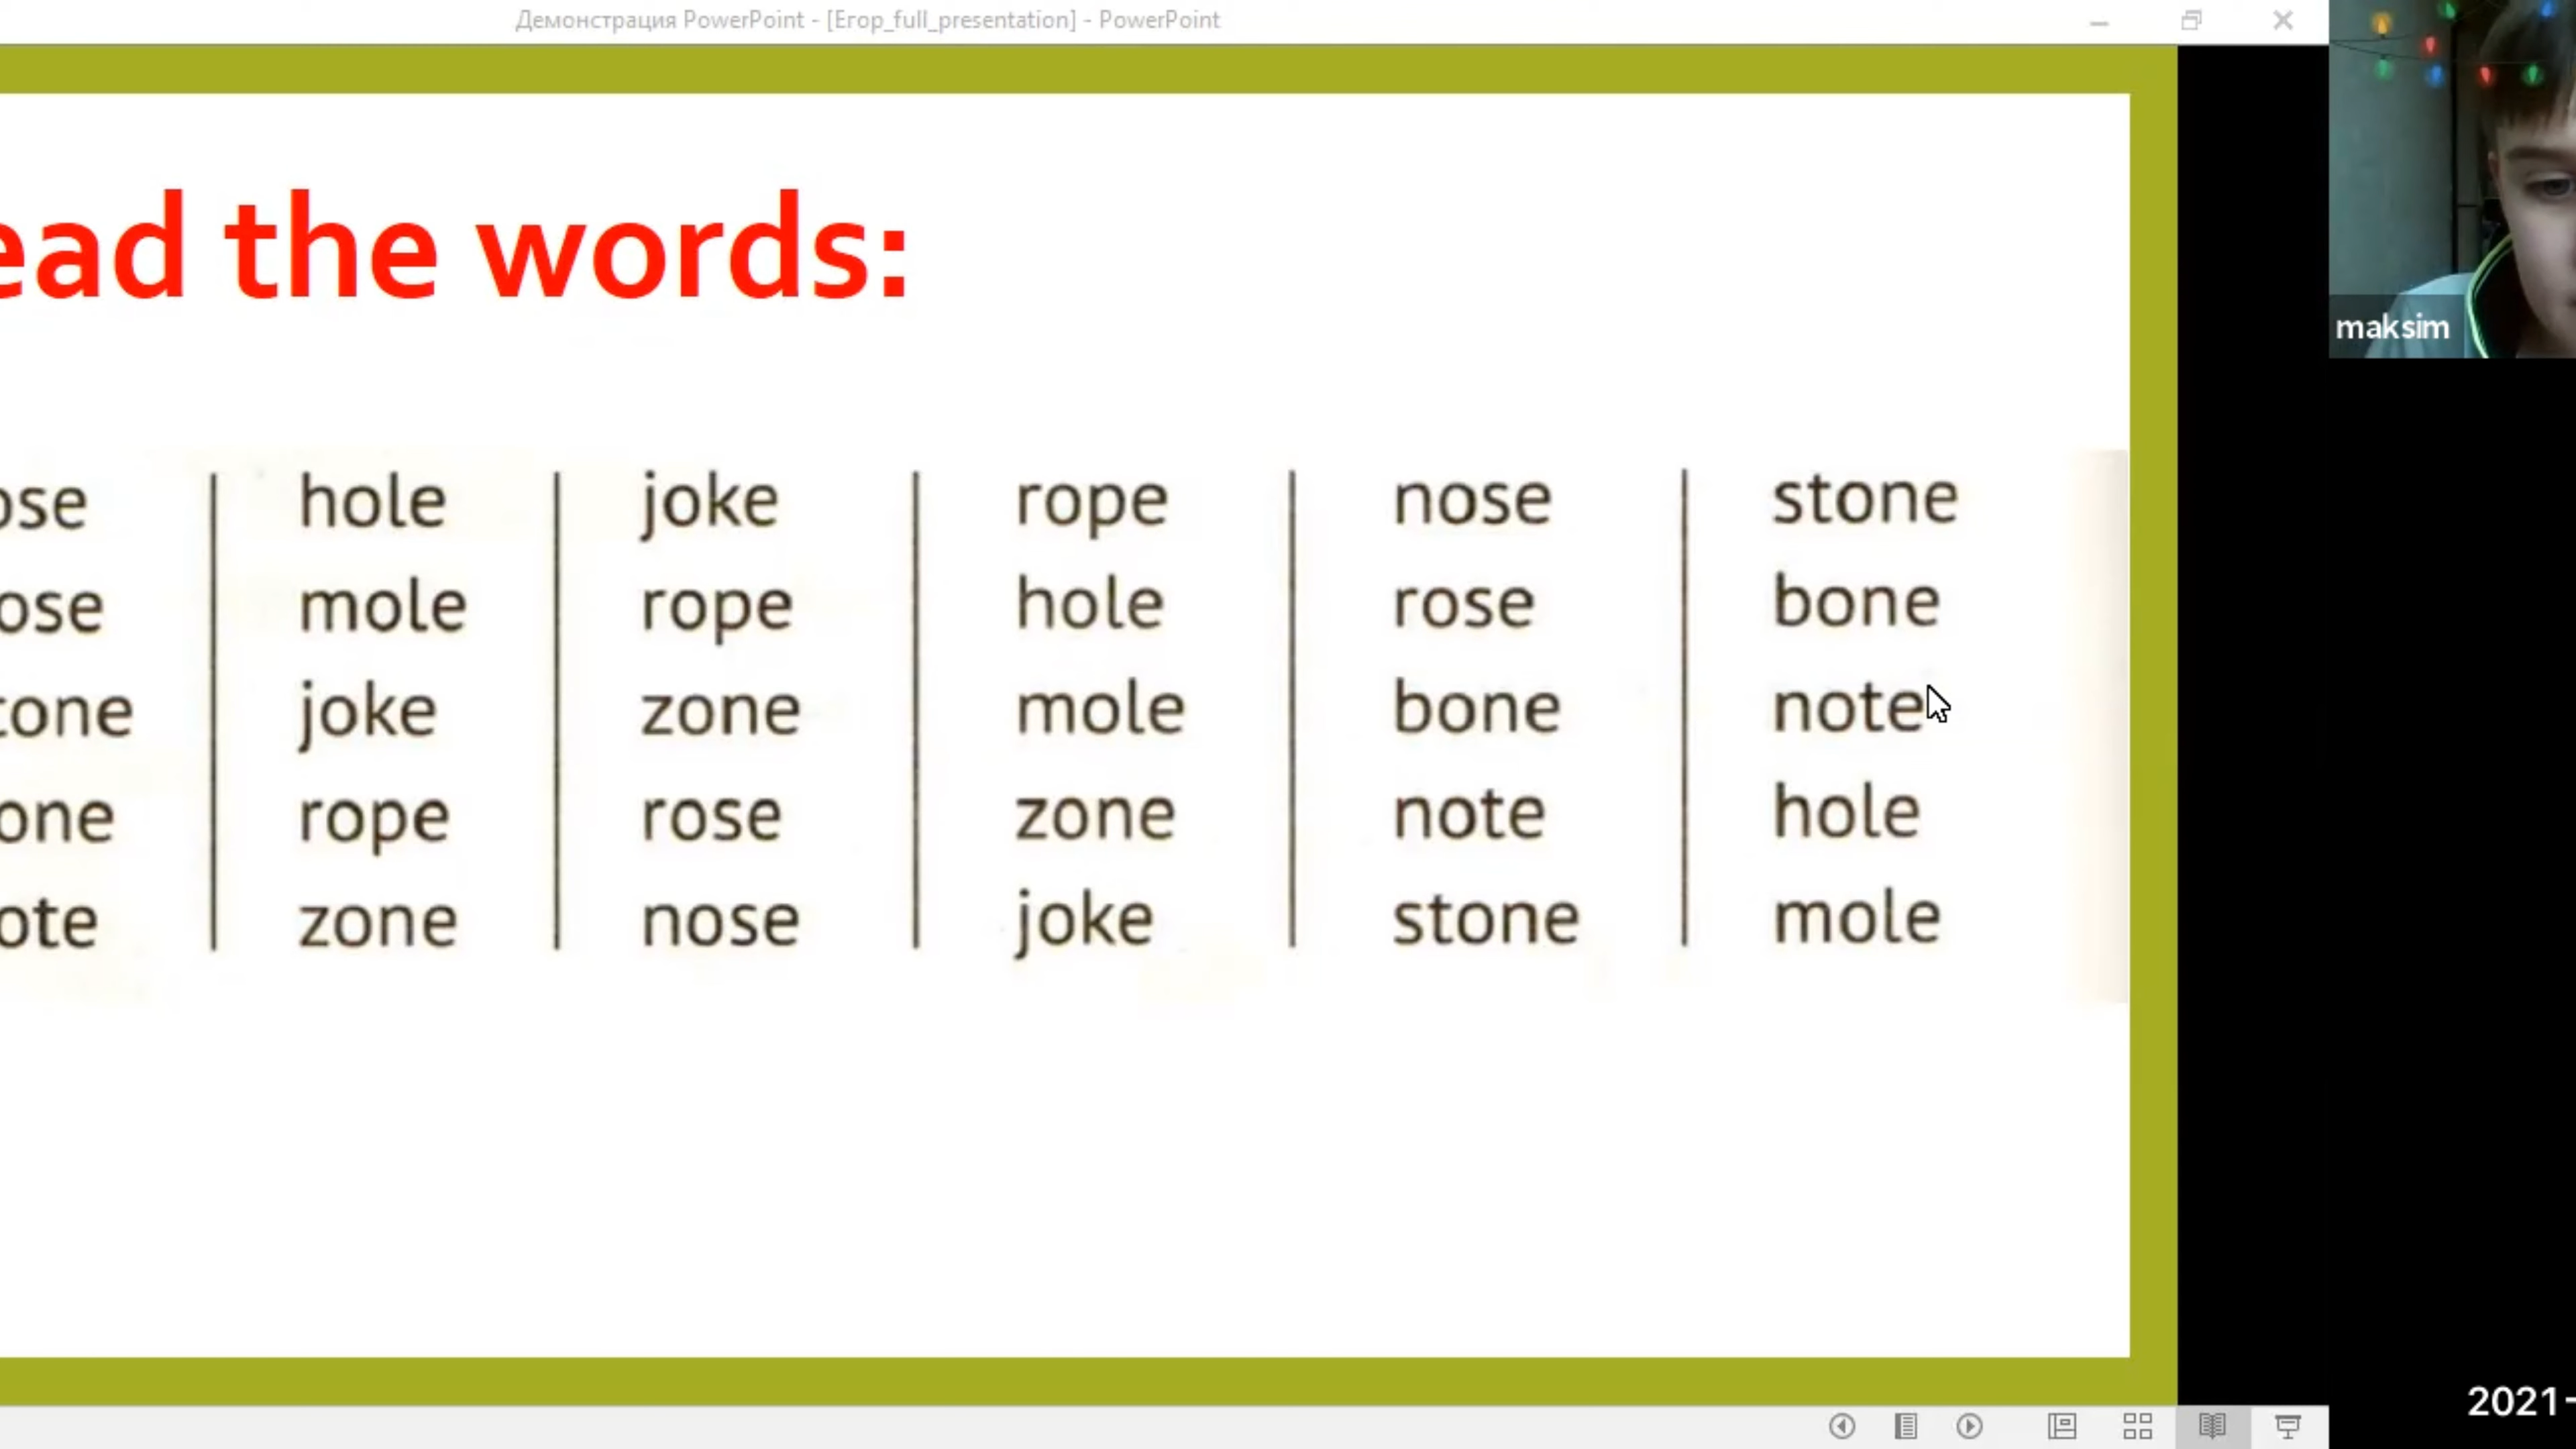 Демонстрация PowerPoint - [Егор_full_presentation] - PowerPoint
ead the words:
ose hole joke rope nose stone
ose mole rope hole rose bone
one joke zone mole bone note
one rope rose zone note hole
ote zone nose joke stone mole
maksim
2021-